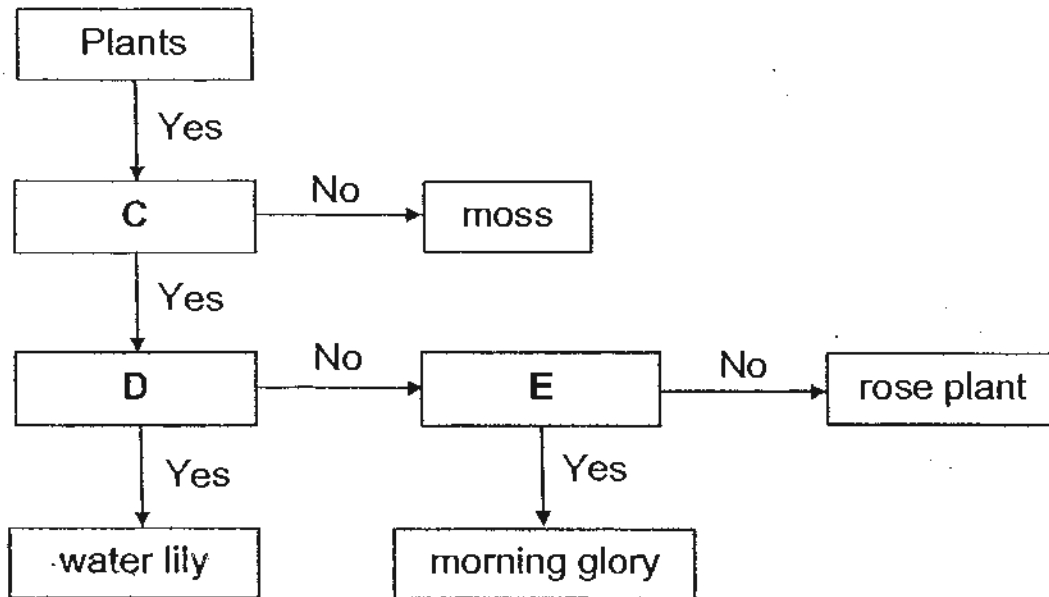 Plants
Yes
C
No
moss
Yes
D
No
E
No
rose plant
Yes
Yes
water lily
morning glory